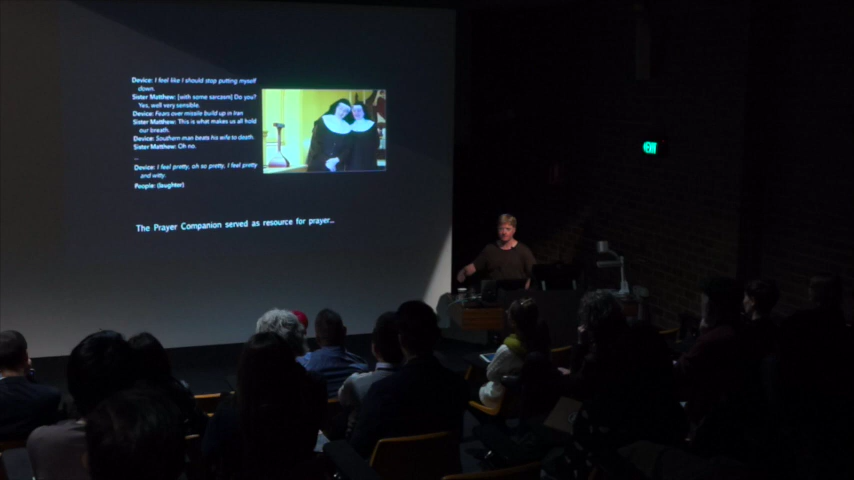 Device: I feel like I should stop putting myself
down.
Sister Matthew: [with some sarcasm] Do you?
Yes, well very sensible.
Device: Fears over missile build up in Iran
Sister Matthew: This is what makes us all hold
our breath.
Device: Southern man beats his wife to death.
Sister Matthew: Oh no.
...
Device: I feel pretty, oh so pretty, I feel pretty
and witty.
People: (laughter)
The Prayer Companion served as resource for prayer...
EXIT